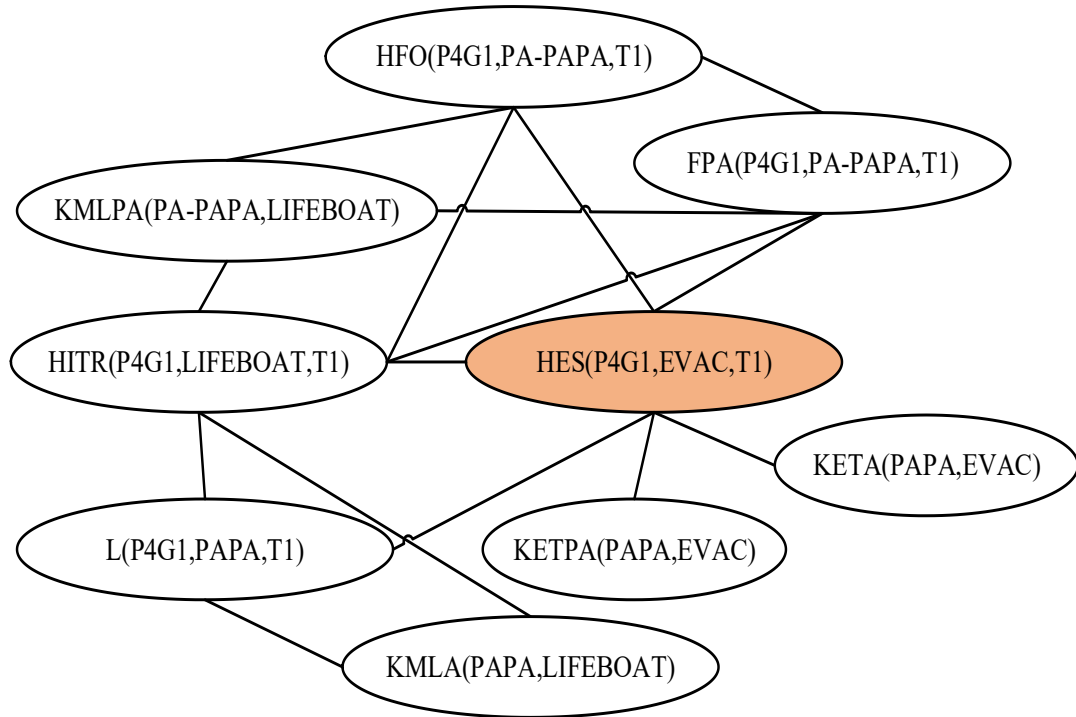 HFO(P4G1,PA-PAPA,T1)
FPA(P4G1,PA-PAPA,T1)
KMLPA(PA-PAPA,LIFEBOAT)
HITR(P4G1,LIFEBOAT,T1)
HES(P4G1,EVAC,T1)
KETA(PAPA,EVAC)
L(P4G1,PAPA,T1)
KETPA(PAPA,EVAC)
KMLA(PAPA,LIFEBOAT)